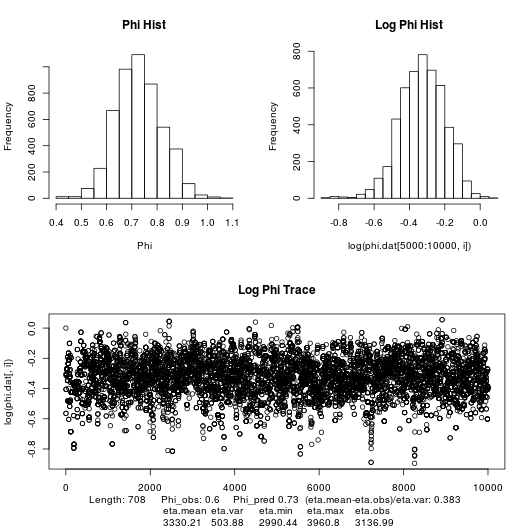 Phi Hist
Log Phi Hist
Frequency
0 200 400 600 800
0.4 0.5 0.6 0.7 0.8 0.9 1.0 1.1
Phi
Frequency
0 200 400 600 800
-0.8 -0.6 -0.4 -0.2 0.0
log(phi.dat[5000:10000, i])
Log Phi Trace
log(phi.dat[, i])
0.0 -0.2 -0.4 -0.6 -0.8
0 2000 4000 6000 8000 10000
Length: 708 Phi_obs: 0.6 Phi_pred 0.73 (eta.mean-eta.obs)/eta.var: 0.383
eta.mean eta.var eta.min eta.max eta.obs
3330.21 503.88 2990.44 3960.8 3136.99